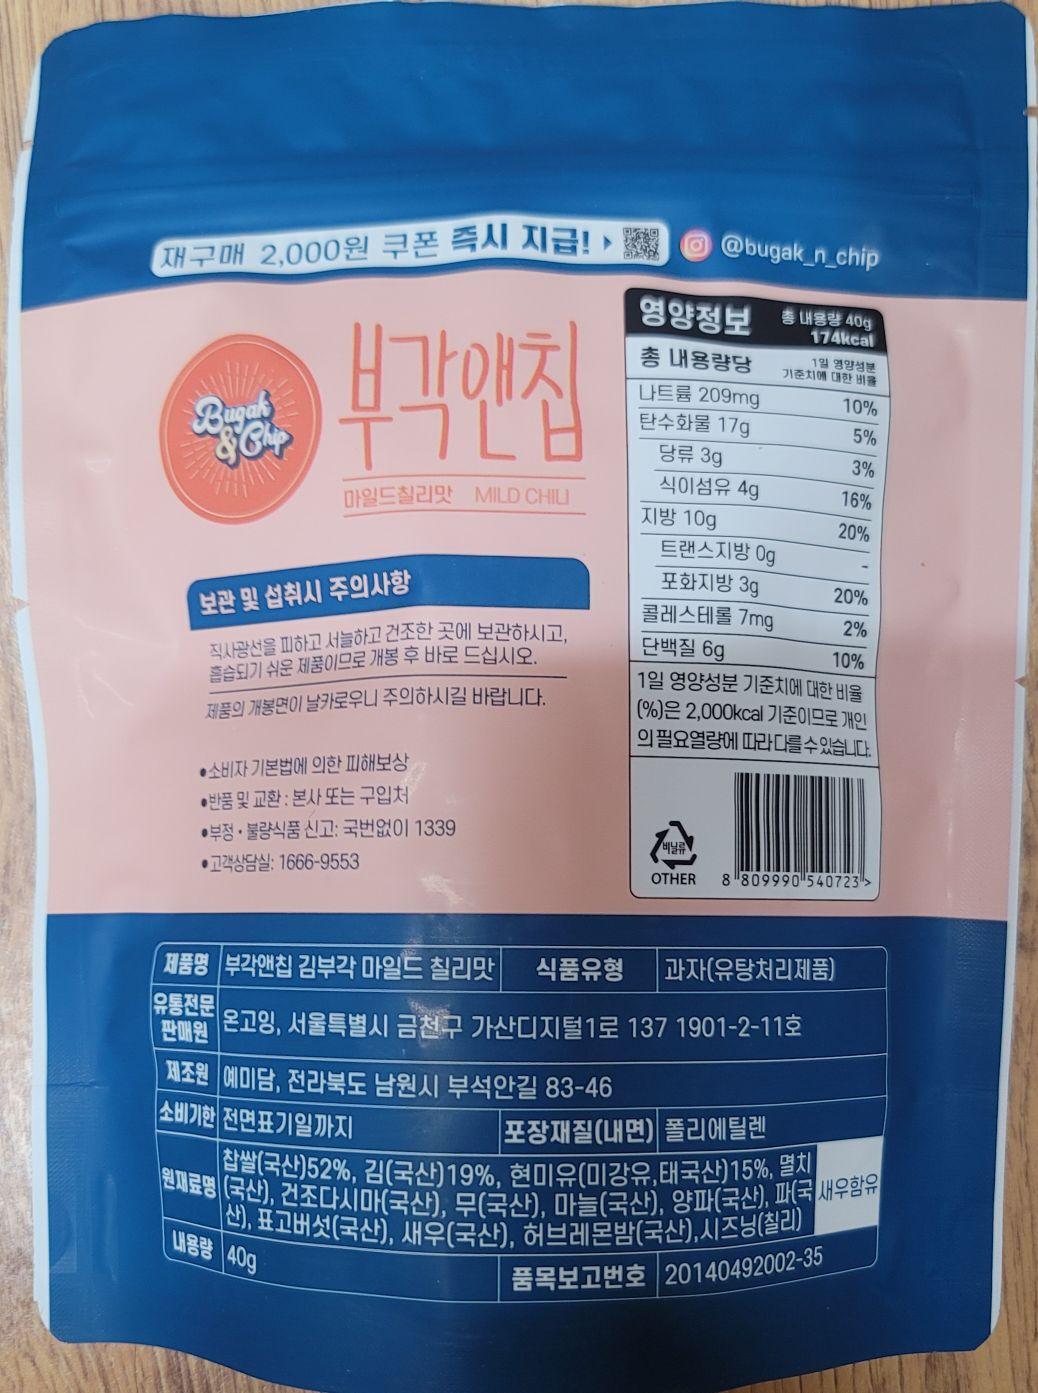 재구매 2,000원 쿠폰 즉시 지급!
@bugak_n_chip
Bugak
& Chip
부각앤칩
마일드칠리맛 MILD CHILI
보관 및 섭취시 주의사항
직사광선을 피하고 서늘하고 건조한 곳에 보관하시고,
흡습되기 쉬운 제품이므로 개봉 후 바로 드십시오.
제품의 개봉면이 날카로우니 주의하시길 바랍니다.
•소비자 기본법에 의한 피해보상
•반품 및 교환 : 본사 또는 구입처
•부정·불량식품 신고: 국번없이 1339
•고객상담실: 1666-9553
영양정보 총 내용량 40g
174kcal
총 내용량당 1일 영양성분
기준치에 대한 비율
나트륨 209mg 10%
탄수화물 17g 5%
당류 3g 3%
식이섬유 4g 16%
지방 10g 20%
트랜스지방 0g -
포화지방 3g 20%
콜레스테롤 7mg 2%
단백질 6g 10%
1일 영양성분 기준치에 대한 비율
(%)은 2,000kcal 기준이므로 개인
의 필요열량에 따라 다를 수 있습니다.
비닐류
OTHER
8 809990 540723 >
제품명 부각앤칩 김부각 마일드 칠리맛 식품유형 과자(유탕처리제품)
유통전문
판매원 온고잉, 서울특별시 금천구 가산디지털1로 137 1901-2-11호
제조원 예미담, 전라북도 남원시 부석안길 83-46
소비기한 전면표기일까지 포장재질(내면) 폴리에틸렌
원재료명 찹쌀(국산)52%, 김(국산)19%, 현미유(미강유,태국산)15%, 멸치
(국산), 건조다시마(국산), 무(국산), 마늘(국산), 양파(국산), 파(국
산), 표고버섯(국산), 새우(국산), 허브레몬밤(국산),시즈닝(칠리)
새우함유
내용량 40g 품목보고번호 20140492002-35